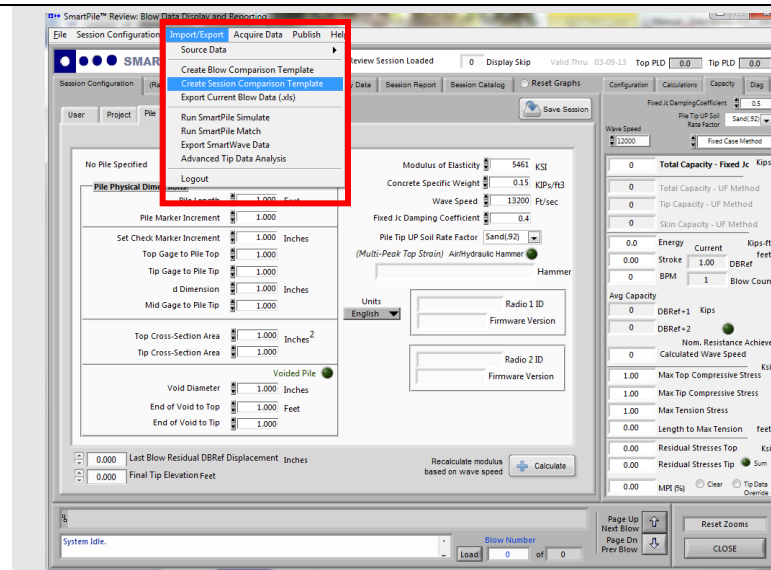 SmartPile™ Review: Blow Data Display and Reporting
File Session Configuration Import/Export Acquire Data Publish Help
Source Data
Create Blow Comparison Template
Create Session Comparison Template
Export Current Blow Data (.xls)
Run SmartPile Simulate
Run SmartPile Match
Export SmartWave Data
Advanced Tip Data Analysis
Logout
SMAR
Review Session Loaded 0 Display Skip Valid Thru 03-09-13 Top PLD 0.0 Tip PLD 0.0
Session Configuration (Ra y Data Session Report Session Catalog Reset Graphs
Configuration Calculations Capacity Diag
User Project Pile
Save Session
No Pile Specified
Pile Physical Dimensions
Pile Length 1.000 Feet
Pile Marker Increment 1.000
Set Check Marker Increment 1.000 Inches
Top Gage to Pile Top 1.000
Tip Gage to Pile Tip 1.000
d Dimension 1.000 Inches
Mid Gage to Pile Tip 1.000
Top Cross-Section Area 1.000 Inches2
Tip Cross-Section Area 1.000
Voided Pile
Void Diameter 1.000 Inches
End of Void to Top 1.000 Feet
End of Void to Tip 1.000
Modulus of Elasticity 5461 KSI
Concrete Specific Weight 0.15 KIPs/ft3
Wave Speed 13200 Ft/sec
Fixed Jc Damping Coefficient 0.4
Pile Tip UP Soil Rate Factor Sand(.92)
(Multi-Peak Top Strain) Air/Hydraulic Hammer
Hammer
Units
English
Radio 1 ID
Firmware Version
Radio 2 ID
Firmware Version
0.000 Last Blow Residual DBRef Displacement Inches
0.000 Final Tip Elevation Feet
Recalculate modulus
based on wave speed
Calculate
Fixed Jc DampingCoefficient 0.5
Pile Tip UP Soil
Rate Factor Sand(.92)
Wave Speed
12000 Fixed Case Method
0 Total Capacity - Fixed Jc Kips
0 Total Capacity - UF Method
0 Tip Capacity - UF Method
0 Skin Capacity - UF Method
0.0 Energy Current Kips-ft
0.00 Stroke 1.00 DBRef feet
0 BPM 1 Blow Coun
Avg Capacity
0 DBRef+1 Kips
0 DBRef+2
Nom. Resistance Achieve
0 Calculated Wave Speed
Ksi
1.00 Max Top Compressive Stress
1.00 Max Tip Compressive Stress
1.00 Max Tension Stress
0.00 Length to Max Tension feet
0.00 Residual Stresses Top Ksi
0.00 Residual Stresses Tip Sum
0.00 MPI (%) Clear Tip Data
Override
System Idle.
Blow Number
Load 0 of 0
Page Up
Next Blow
Page Dn
Prev Blow
Reset Zooms
CLOSE